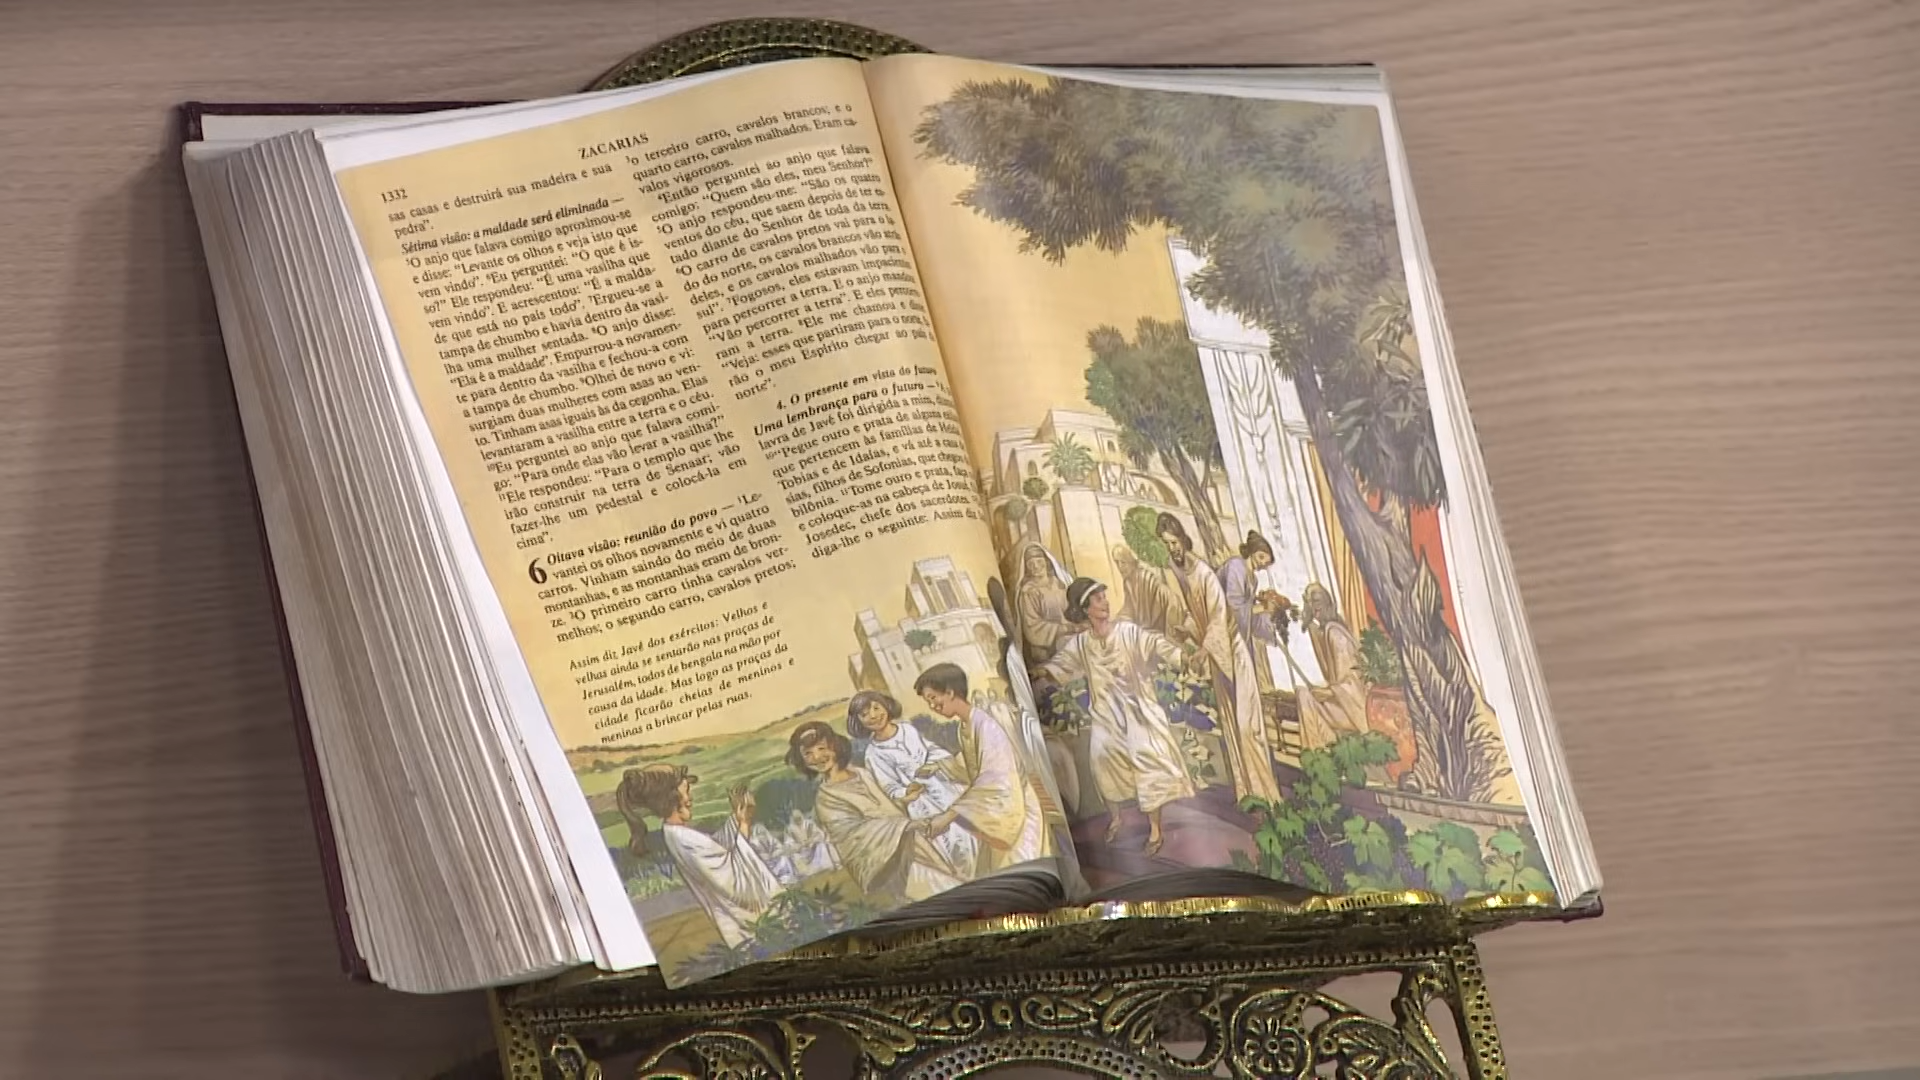 1332
ZACARIAS
sas casas e destruirá sua madeira e sua
pedra”.
Sétima visão: a maldade será eliminada —
⁵O anjo que falava comigo aproximou-se
e disse: “Levante os olhos e veja isto que
vem vindo”. ⁶Eu perguntei: “O que é is-
so?” Ele respondeu: “É uma vasilha que
vem vindo”. E acrescentou: “É a malda-
de que está no país todo”. ⁷Ergueu-se a
tampa de chumbo e havia dentro da vasi-
lha uma mulher sentada. ⁸O anjo disse:
“Ela é a maldade”. Empurrou-a novamen-
te para dentro da vasilha e fechou-a com
a tampa de chumbo. ⁹Olhei de novo e vi:
surgiam duas mulheres com asas ao ven-
to. Tinham asas iguais às da cegonha. Elas
levantaram a vasilha entre a terra e o céu.
¹⁰Eu perguntei ao anjo que falava comi-
go: “Para onde elas vão levar a vasilha?”
¹¹Ele respondeu: “Para o templo que lhe
irão construir na terra de Senaar; vão
fazer-lhe um pedestal e colocá-la em
cima”.
6 Oitava visão: reunião do povo — ¹Le-
vantei os olhos novamente e vi quatro
carros. Vinham saindo do meio de duas
montanhas, e as montanhas eram de bron-
ze. ²O primeiro carro tinha cavalos ver-
melhos; o segundo carro, cavalos pretos;
³o terceiro carro, cavalos brancos; e o
quarto carro, cavalos malhados. Eram ca-
valos vigorosos.
⁴Então perguntei ao anjo que falava
comigo: “Quem são eles, meu Senhor?”
⁵O anjo respondeu-me: “São os quatro
ventos do céu, que saem depois de ter es-
tado diante do Senhor de toda da terra.
⁶O carro de cavalos pretos vai para o la-
do do norte, os cavalos brancos vão atrás
deles, e os cavalos malhados vão para o
sul”. ⁷Fogosos, eles estavam impacientes
para percorrer a terra. E o anjo mandou:
“Vão percorrer a terra”. E eles percor-
ram a terra. ⁸Ele me chamou e disse:
“Veja: esses que partiram para o norte
rão o meu Espírito chegar ao país do
norte”.
4. O presente em vista do futuro
Uma lembrança para o futuro —
lavra de Javé foi dirigida a mim,
¹⁰“Pegue ouro e prata de alguns
que pertencem às famílias de
Tobias e de Idaías, e vá até a casa
sias, filhos de Sofonias, que
bilônia. ¹¹Tome ouro e prata,
e coloque-as na cabeça de
Josedec, chefe dos sacerdotes
diga-lhe o seguinte: Assim diz
Assim diz Javé dos exércitos: Velhos e
velhas ainda se sentarão nas praças de
Jerusalém, todos de bengala na mão por
causa da idade. Mas logo as praças da
cidade ficarão cheias de meninos e
meninas a brincar pelas ruas.